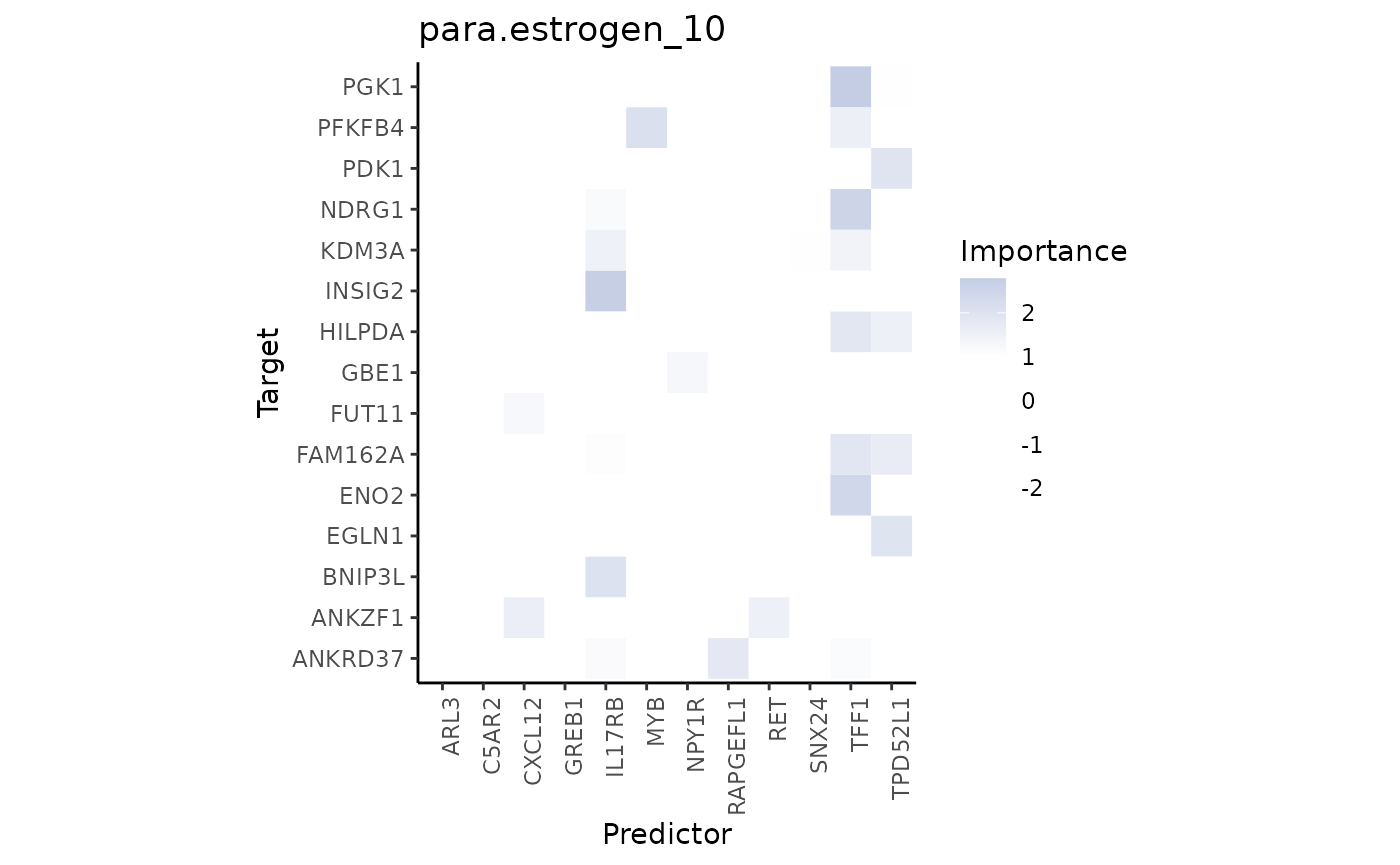 para.estrogen_10
PGK1
PFKFB4
PDK1
NDRG1
KDM3A
INSIG2
HILPDA
GBE1
FUT11
FAM162A
ENO2
EGLN1
BNIP3L
ANKZF1
ANKRD37
Target
ARL3
C5AR2
CXCL12
GREB1
IL17RB
MYB
NPY1R
RAPGEFL1
RET
SNX24
TFF1
TPD52L1
Predictor
Importance
2
1
0
-1
-2